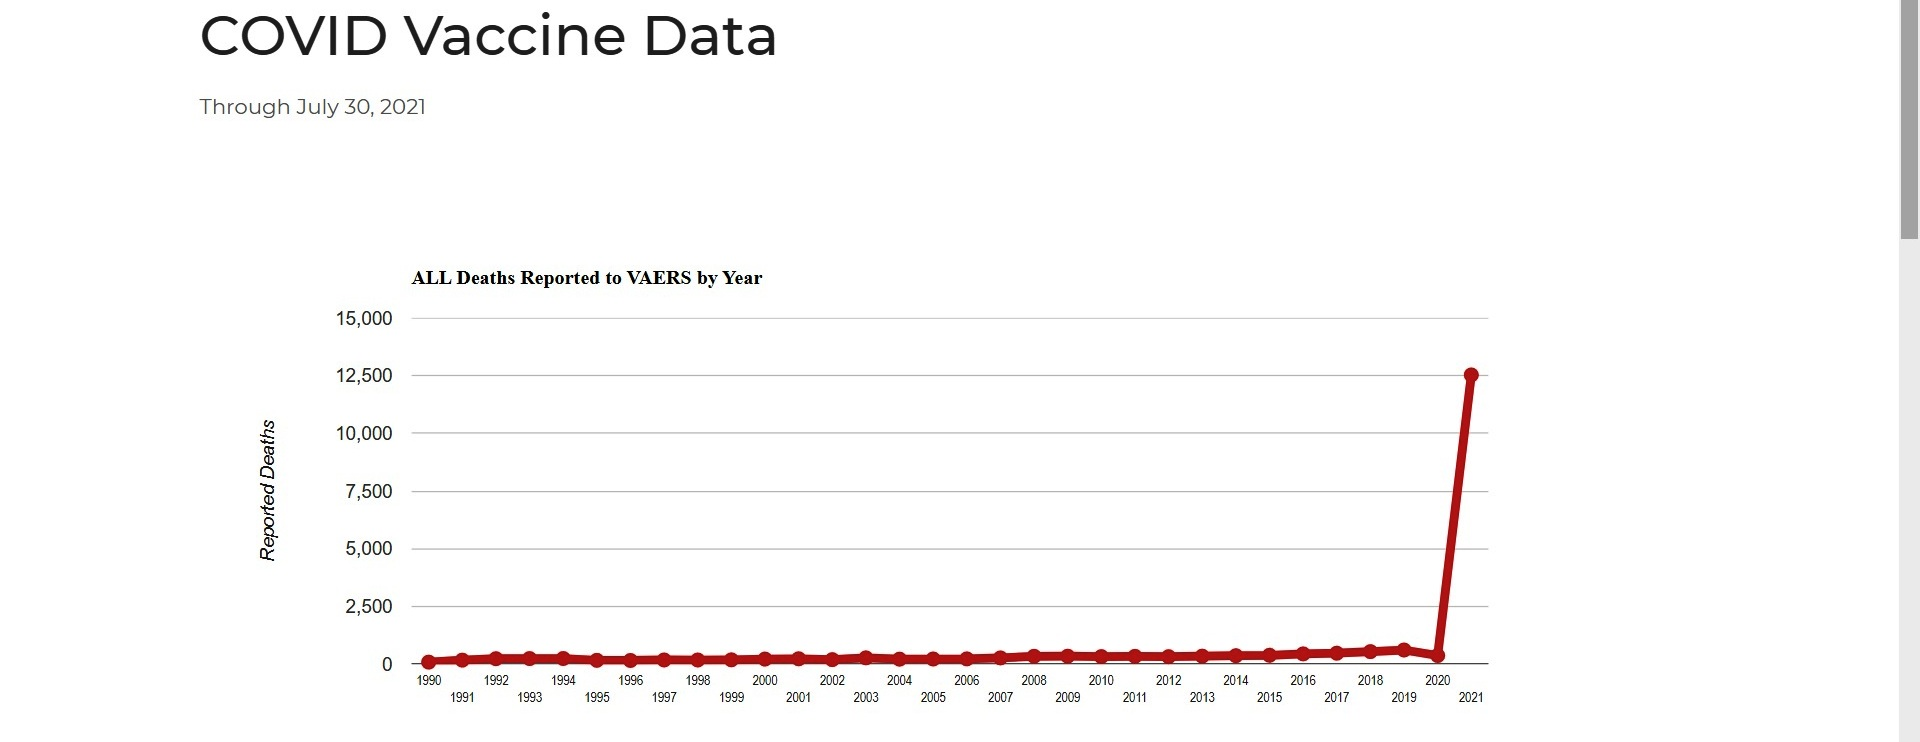 COVID Vaccine Data
Through July 30, 2021
ALL Deaths Reported to VAERS by Year
15,000
12,500
10,000
7,500
5,000
2,500
0
Reported Deaths
1990 1992 1994 1996 1998 2000 2002 2004 2006 2008 2010 2012 2014 2016 2018 2020
1991 1993 1995 1997 1999 2001 2003 2005 2007 2009 2011 2013 2015 2017 2019 2021